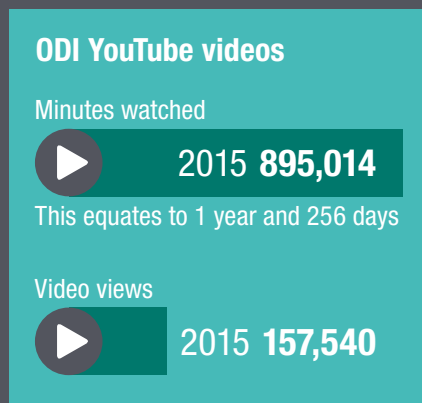 ODI YouTube videos
Minutes watched
2015 895,014
This equates to 1 year and 256 days
Video views
2015 157,540